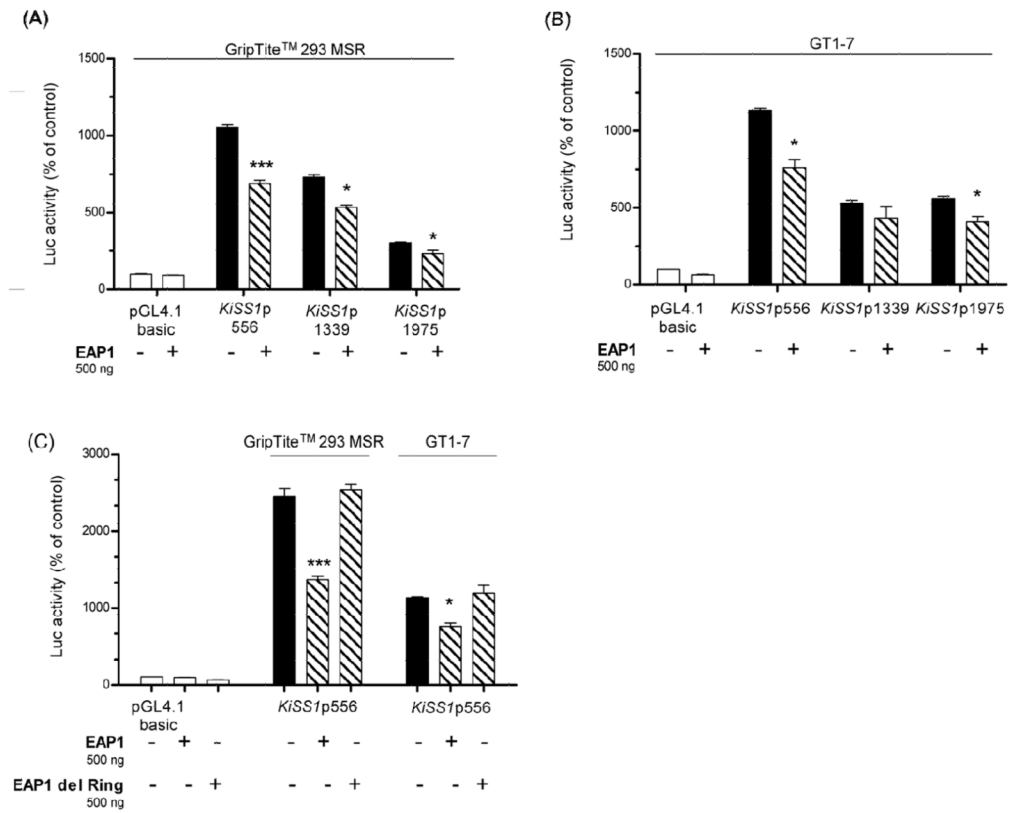 (A)
GripTite™ 293 MSR
Luc activity (% of control)
1500
1000
500
0
***
*
*
pGL4.1 basic
KiSS1p 556
KiSS1p 1339
KiSS1p 1975
EAP1 - + - + - + - +
500 ng
(B)
GT1-7
Luc activity (% of control)
1500
1000
500
0
*
*
pGL4.1 basic
KiSS1p556 KiSS1p1339 KiSS1p1975
EAP1 - + - + - + - +
500 ng
(C)
GripTite™ 293 MSR GT1-7
Luc activity (% of control)
3000
2000
1000
0
***
*
pGL4.1 basic
KiSS1p556 KiSS1p556
EAP1 - + - - + - - + -
500 ng
EAP1 del Ring - - + - - + - - +
500 ng